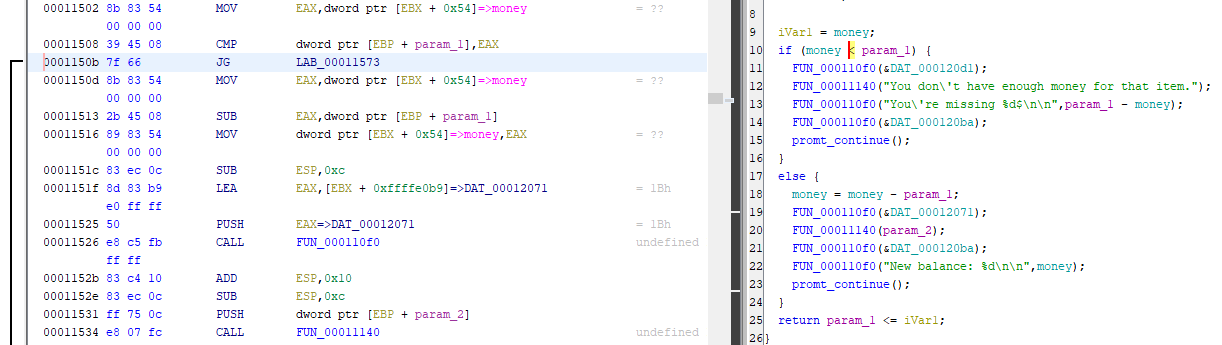 00011502 8b 83 54 MOV EAX,dword ptr [EBX + 0x54]=>money = ??
00 00 00
00011508 39 45 08 CMP dword ptr [EBP + param_1],EAX
0001150b 7f 66 JG LAB_00011573
0001150d 8b 83 54 MOV EAX,dword ptr [EBX + 0x54]=>money = ??
00 00 00
00011513 2b 45 08 SUB EAX,dword ptr [EBP + param_1]
00011516 89 83 54 MOV dword ptr [EBX + 0x54]=>money,EAX = ??
00 00 00
0001151c 83 ec 0c SUB ESP,0xc
0001151f 8d 83 b9 LEA EAX,[EBX + 0xffffe0b9]=>DAT_00012071 = 1Bh
e0 ff ff
00011525 50 PUSH EAX=>DAT_00012071 = 1Bh
00011526 e8 c5 fb CALL FUN_000110f0 undefined
ff ff
0001152b 83 c4 10 ADD ESP,0x10
0001152e 83 ec 0c SUB ESP,0xc
00011531 ff 75 0c PUSH dword ptr [EBP + param_2]
00011534 e8 07 fc CALL FUN_00011140 undefined
8
9 iVar1 = money;
10 if (money < param_1) {
11 FUN_000110f0(&DAT_000120d1);
12 FUN_00011140("You don\'t have enough money for that item.");
13 FUN_000110f0("You\'re missing %d$\n\n",param_1 - money);
14 FUN_000110f0(&DAT_000120ba);
15 promt_continue();
16 }
17 else {
18 money = money - param_1;
19 FUN_000110f0(&DAT_00012071);
20 FUN_00011140(param_2);
21 FUN_000110f0(&DAT_000120ba);
22 FUN_000110f0("New balance: %d\n\n",money);
23 promt_continue();
24 }
25 return param_1 <= iVar1;
26 }